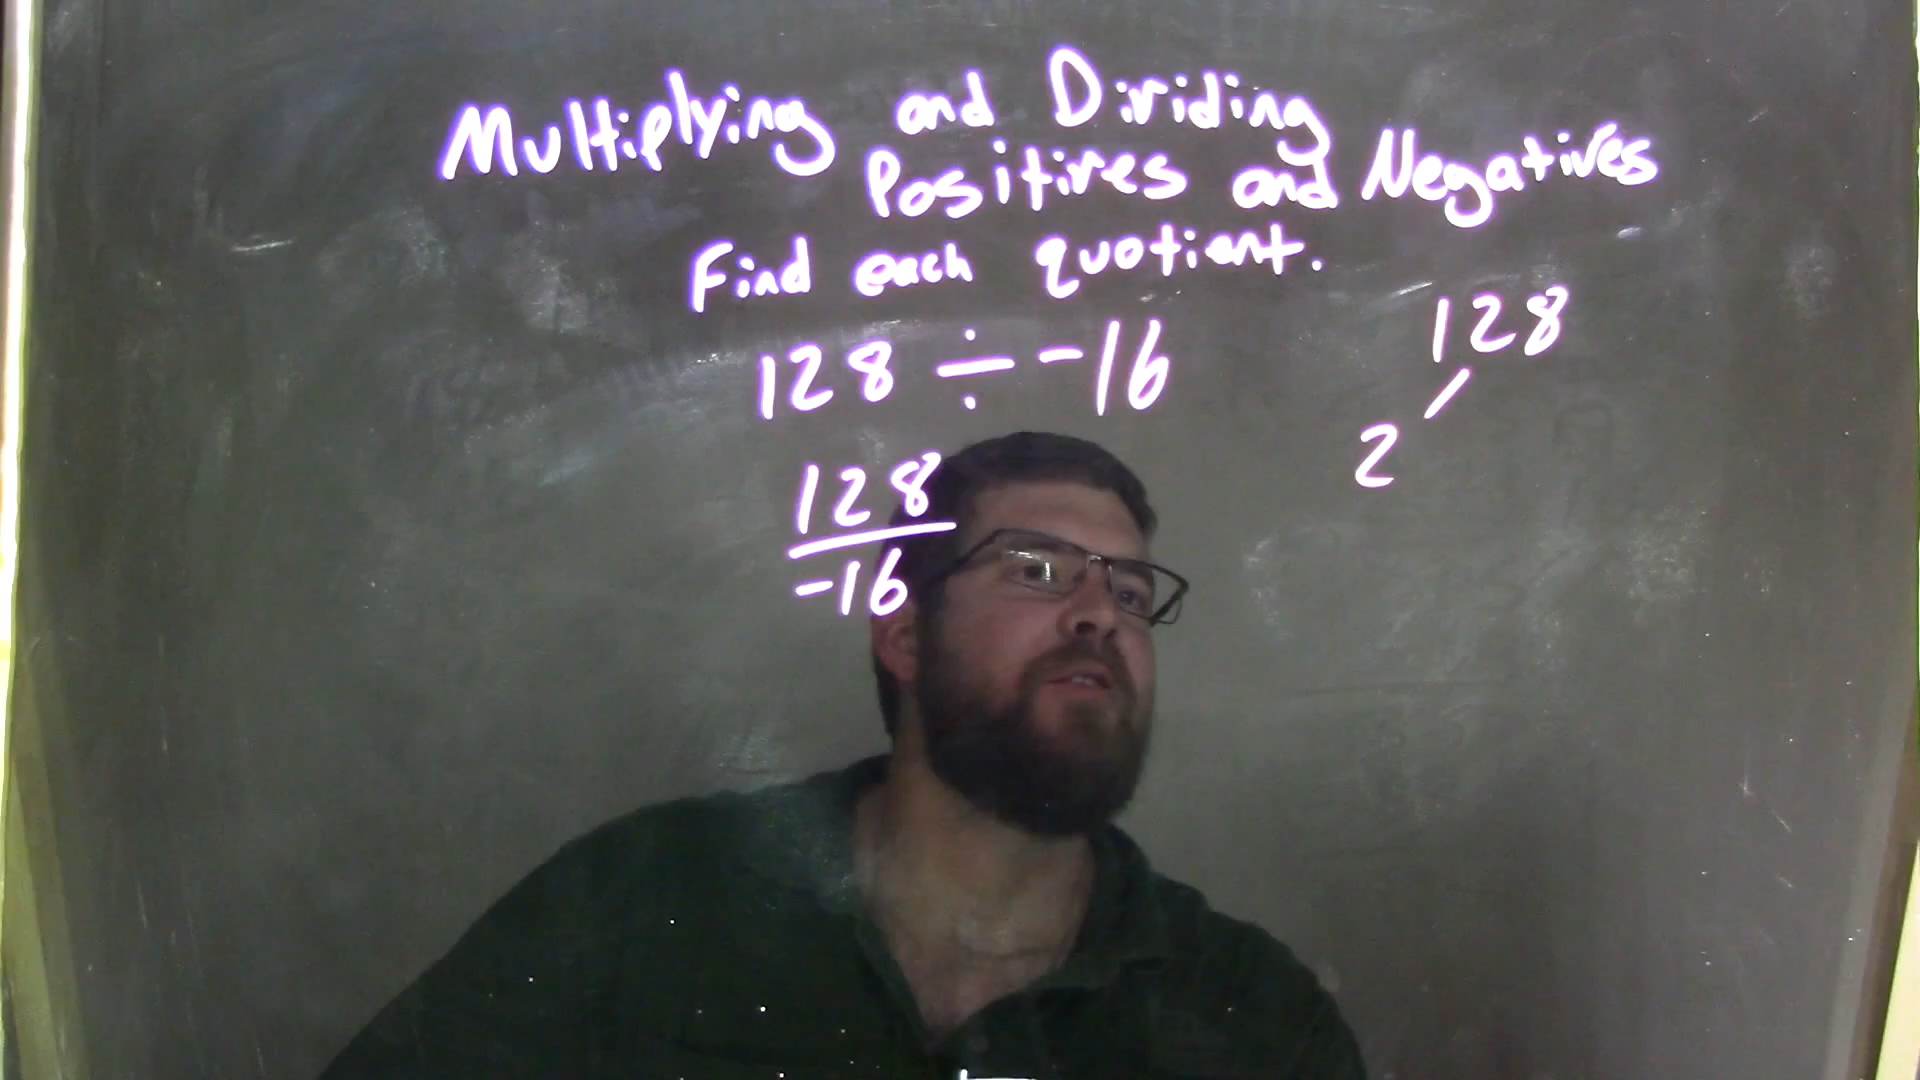 Multiplying and Dividing
Positives and Negatives
Find each quotient.
128 ÷ -16
128
-16
128
2